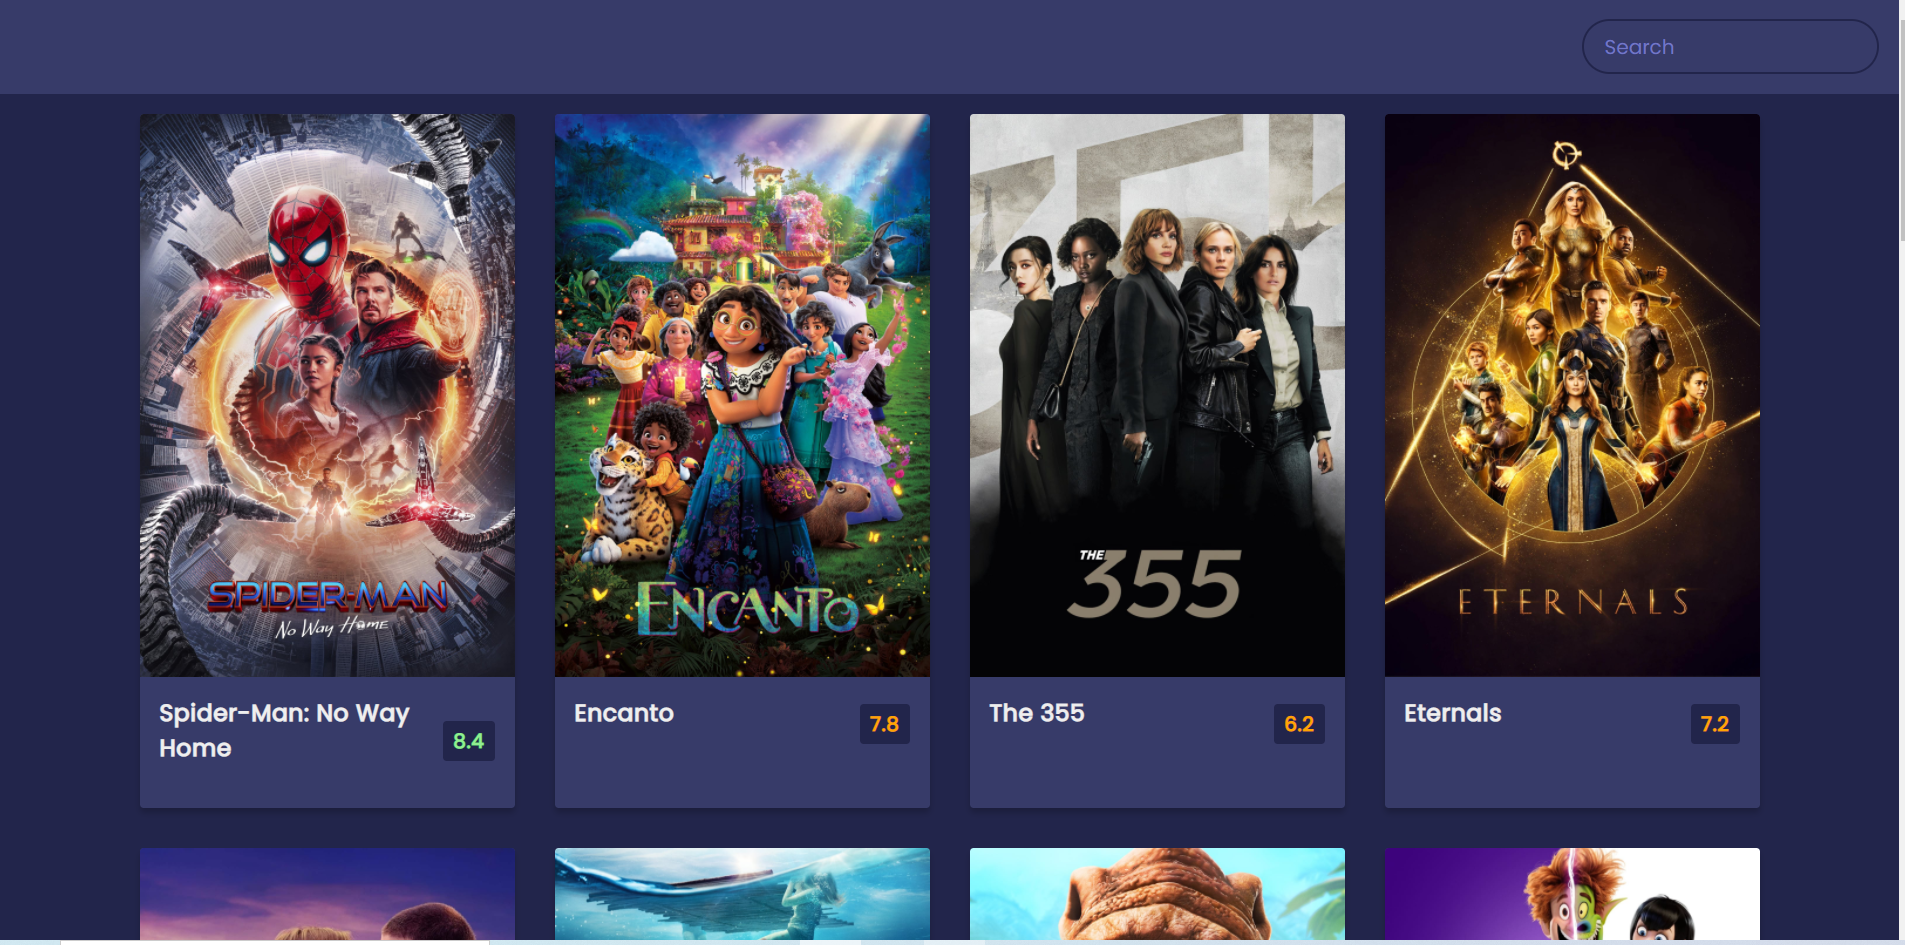 Search
SPIDER-MAN
No Way Home
ENCANTO
355
THE 355
ETERNALS
Spider-Man: No Way
Home
8.4
Encanto
7.8
The 355
6.2
Eternals
7.2